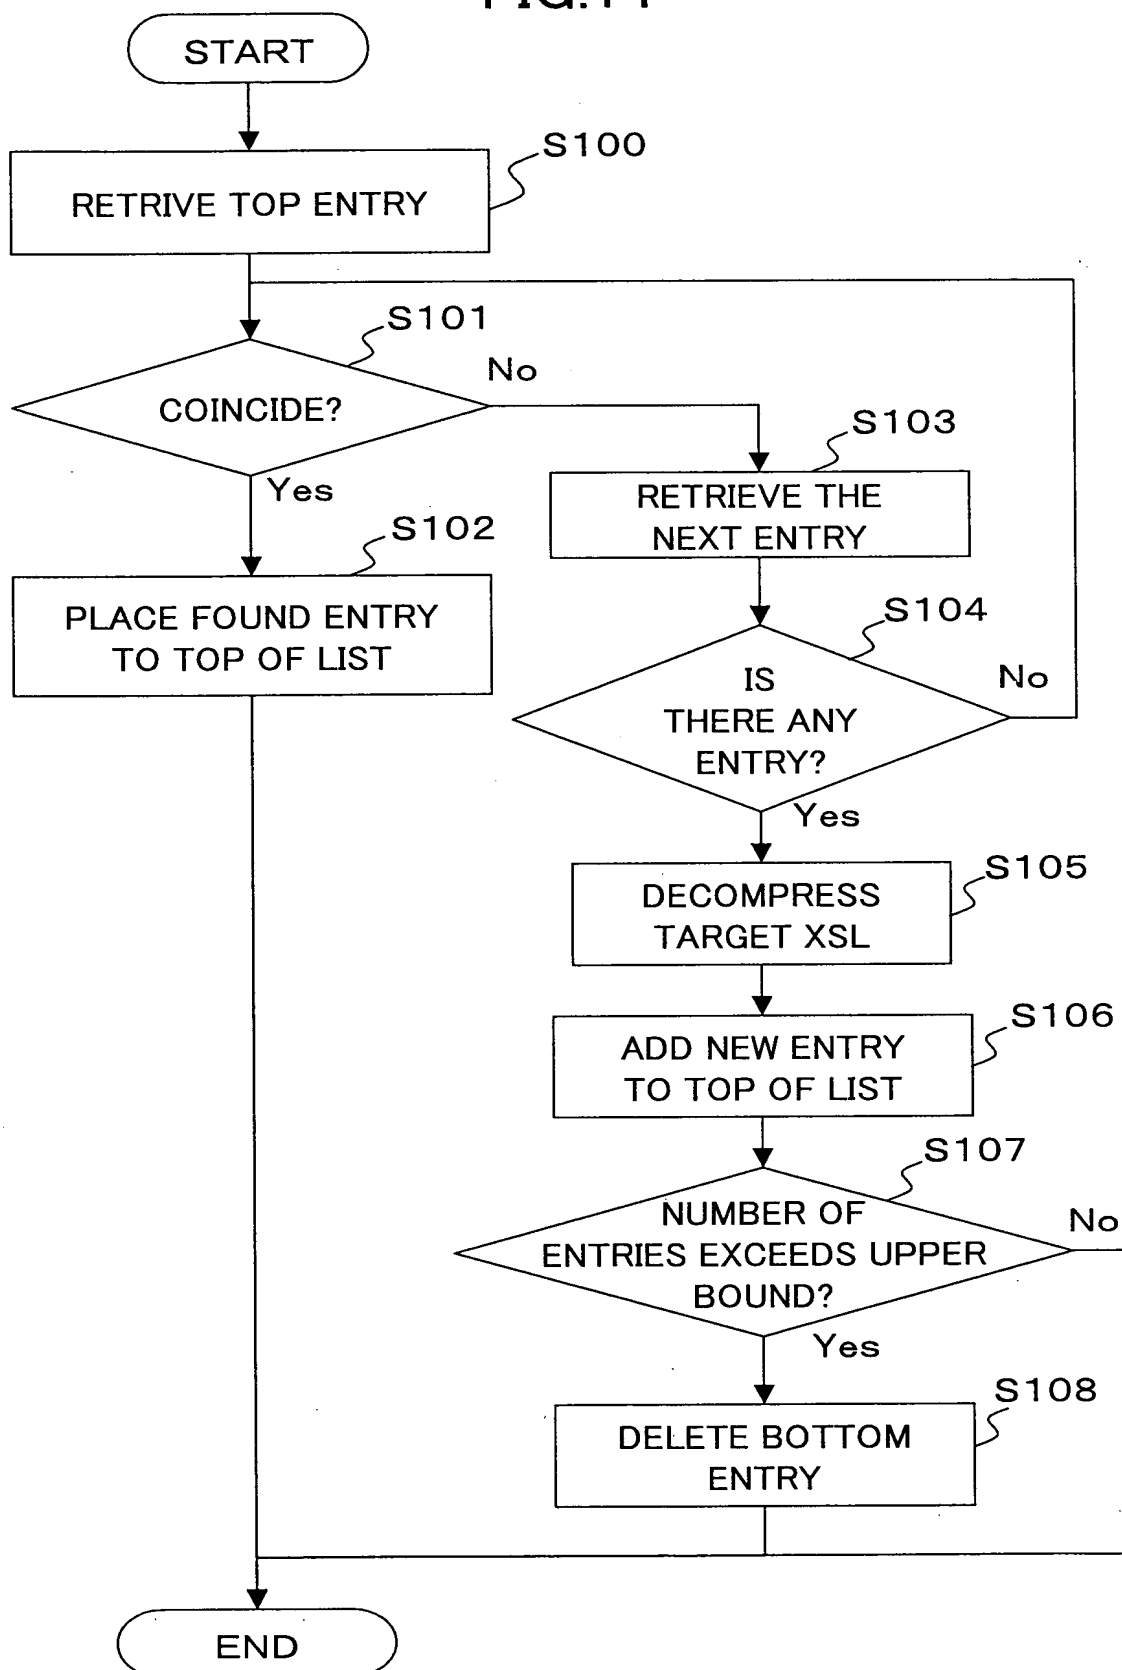 START
S100
RETRIVE TOP ENTRY
S101
No
COINCIDE?
S103
Yes
RETRIEVE THE
NEXT ENTRY
S102
PLACE FOUND ENTRY
TO TOP OF LIST
S104
No
IS
THERE ANY
ENTRY?
Yes
S105
DECOMPRESS
TARGET XSL
S106
ADD NEW ENTRY
TO TOP OF LIST
S107
No
NUMBER OF
ENTRIES EXCEEDS UPPER
BOUND?
Yes
S108
DELETE BOTTOM
ENTRY
END